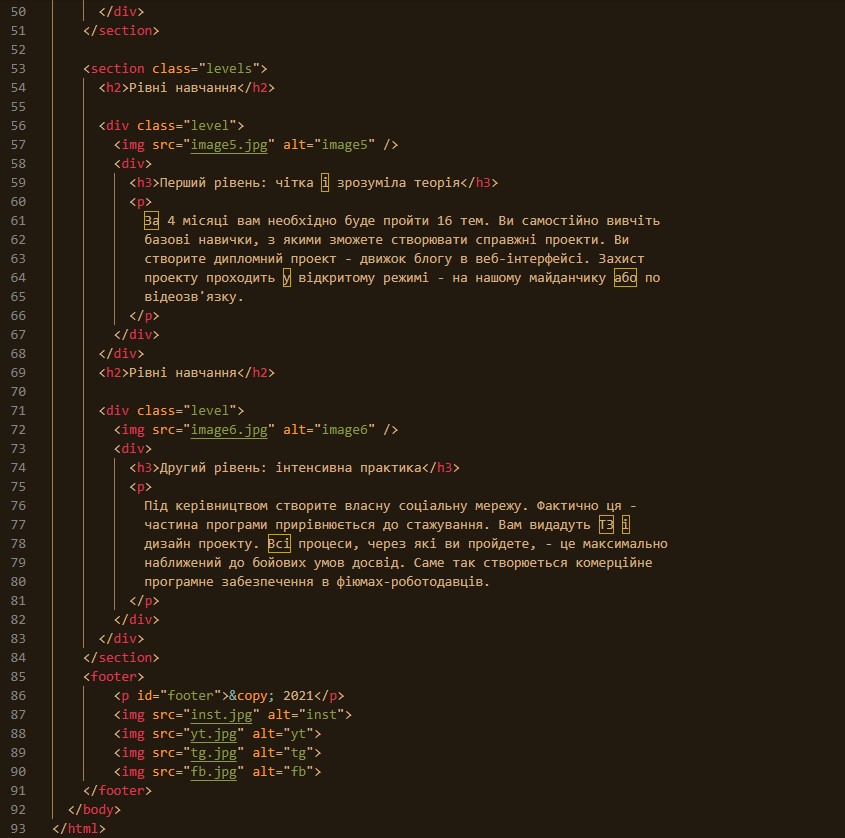 50 </div>
51 </section>
52
53 <section class="levels">
54 <h2>Рівні навчання</h2>
55
56 <div class="level">
57 <img src="image5.jpg" alt="image5" />
58 <div>
59 <h3>Перший рівень: чітка і зрозуміла теорія</h3>
60 <p>
61 За 4 місяці вам необхідно буде пройти 16 тем. Ви самостійно вивчіть
62 базові навички, з якими зможете створювати справжні проекти. Ви
63 створите дипломний проект - движок блогу в веб-інтерфейсі. Захист
64 проекту проходить у відкритому режимі - на нашому майданчику або по
65 відеозв'язку.
66 </p>
67 </div>
68 </div>
69 <h2>Рівні навчання</h2>
70
71 <div class="level">
72 <img src="image6.jpg" alt="image6" />
73 <div>
74 <h3>Другий рівень: інтенсивна практика</h3>
75 <p>
76 Під керівництвом створите власну соціальну мережу. Фактично ця -
77 частина програми прирівнюється до стажування. Вам видадуть ТЗ і
78 дизайн проекту. Всі процеси, через які ви пройдете, - це максимально
79 наближений до бойових умов досвід. Саме так створюеться комерційне
80 програмне забезпечення в фіюмах-роботодавців.
81 </p>
82 </div>
83 </div>
84 </section>
85 <footer>
86 <p id="footer">&copy; 2021</p>
87 <img src="inst.jpg" alt="inst">
88 <img src="yt.jpg" alt="yt">
89 <img src="tg.jpg" alt="tg">
90 <img src="fb.jpg" alt="fb">
91 </footer>
92 </body>
93 </html>